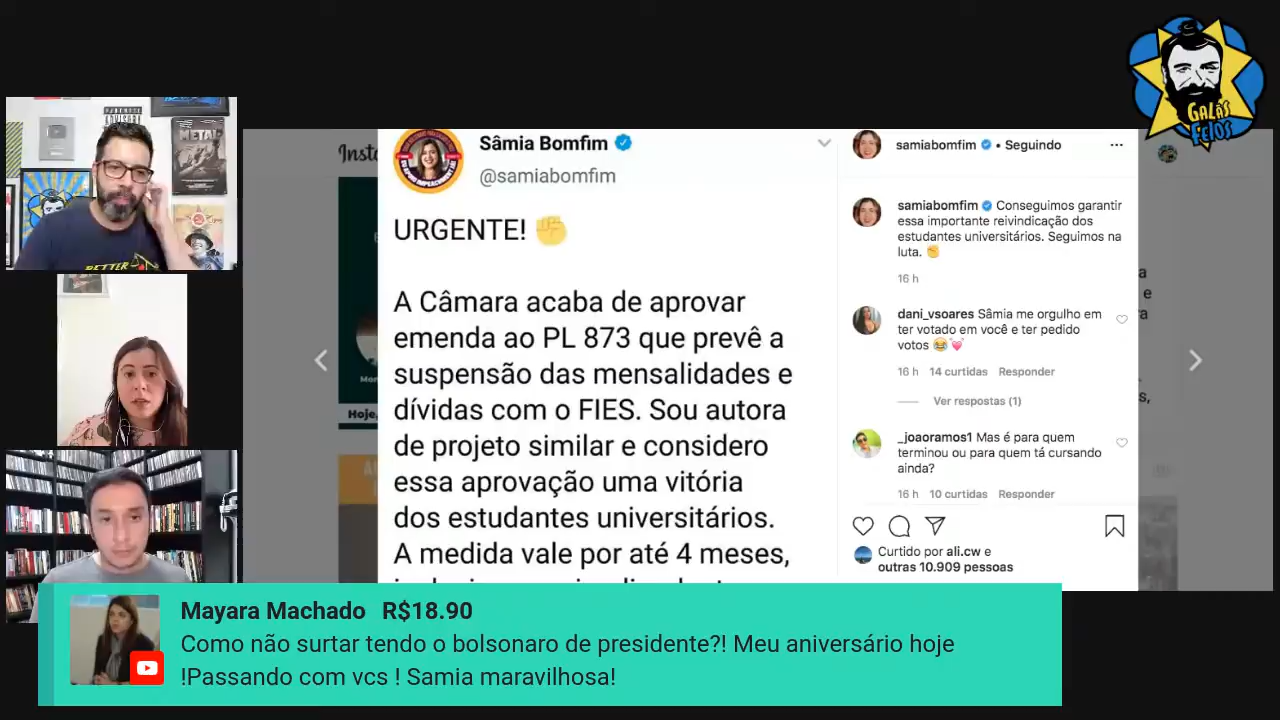 GALÃS
FEIOS
METAL
BETTER
Insta
Sâmia Bomfim
@samiabomfim
URGENTE! ✊
A Câmara acaba de aprovar
emenda ao PL 873 que prevê a
suspensão das mensalidades e
dívidas com o FIES. Sou autora
de projeto similar e considero
essa aprovação uma vitória
dos estudantes universitários.
A medida vale por até 4 meses,
Hoje,
samiabomfim • Seguindo
samiabomfim Conseguimos garantir
essa importante reivindicação dos
estudantes universitários. Seguimos na
luta. ✊
16 h
dani_vsoares Sâmia me orgulho em
ter votado em você e ter pedido
votos 😂💓
16 h 14 curtidas Responder
Ver respostas (1)
_joaoramos1 Mas é para quem
terminou ou para quem tá cursando
ainda?
16 h 10 curtidas Responder
Curtido por ali.cw e
outras 10.909 pessoas
Mayara Machado R$18.90
Como não surtar tendo o bolsonaro de presidente?! Meu aniversário hoje
!Passando com vcs ! Samia maravilhosa!